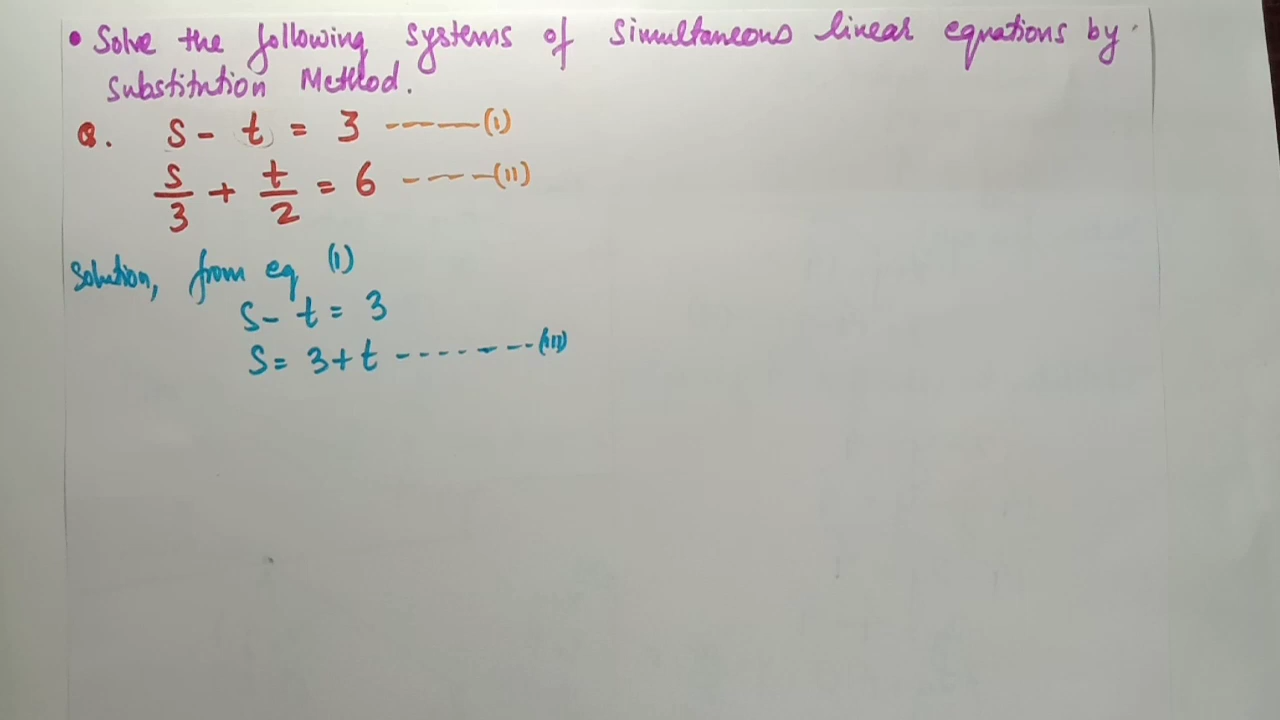 • Solve the following systems of Simultaneous linear equations by
Substitution Method.
Q. s - t = 3 -----(i)
s/3 + t/2 = 6 -----(ii)
Solution, from eq (i)
s - t = 3
s = 3 + t --------(iii)